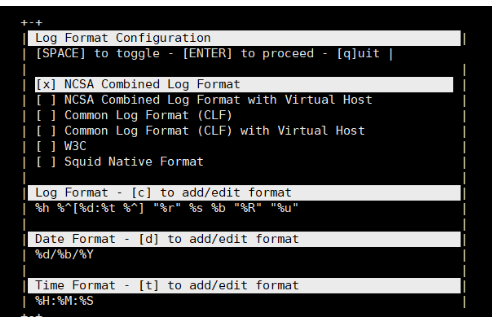 +-+
| Log Format Configuration |
| [SPACE] to toggle - [ENTER] to proceed - [q]uit |
| |
| [x] NCSA Combined Log Format |
| [ ] NCSA Combined Log Format with Virtual Host |
| [ ] Common Log Format (CLF) |
| [ ] Common Log Format (CLF) with Virtual Host |
| [ ] W3C |
| [ ] Squid Native Format |
| |
| Log Format - [c] to add/edit format |
| %h %^[%d:%t %^] "%r" %s %b "%R" "%u" |
| |
| Date Format - [d] to add/edit format |
| %d/%b/%Y |
| |
| Time Format - [t] to add/edit format |
| %H:%M:%S |
+-+